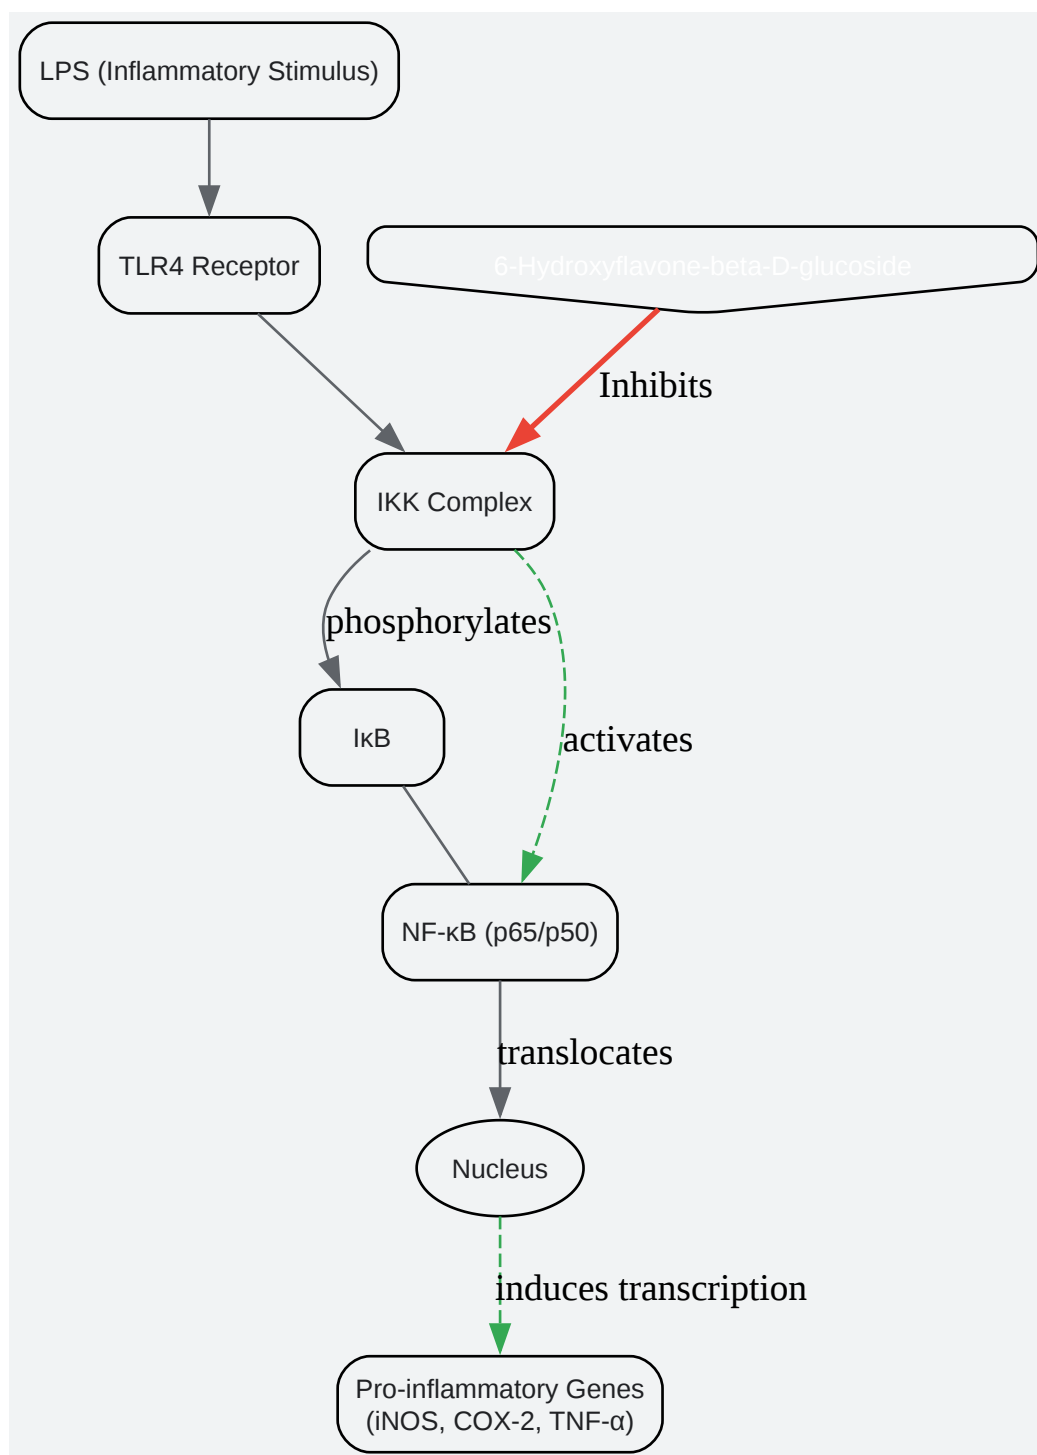 LPS (Inflammatory Stimulus)
TLR4 Receptor
6-Hydroxyflavone-beta-D-glucoside
Inhibits
IKK Complex
phosphorylates
IκB
activates
NF-κB (p65/p50)
translocates
Nucleus
induces transcription
Pro-inflammatory Genes
(iNOS, COX-2, TNF-α)